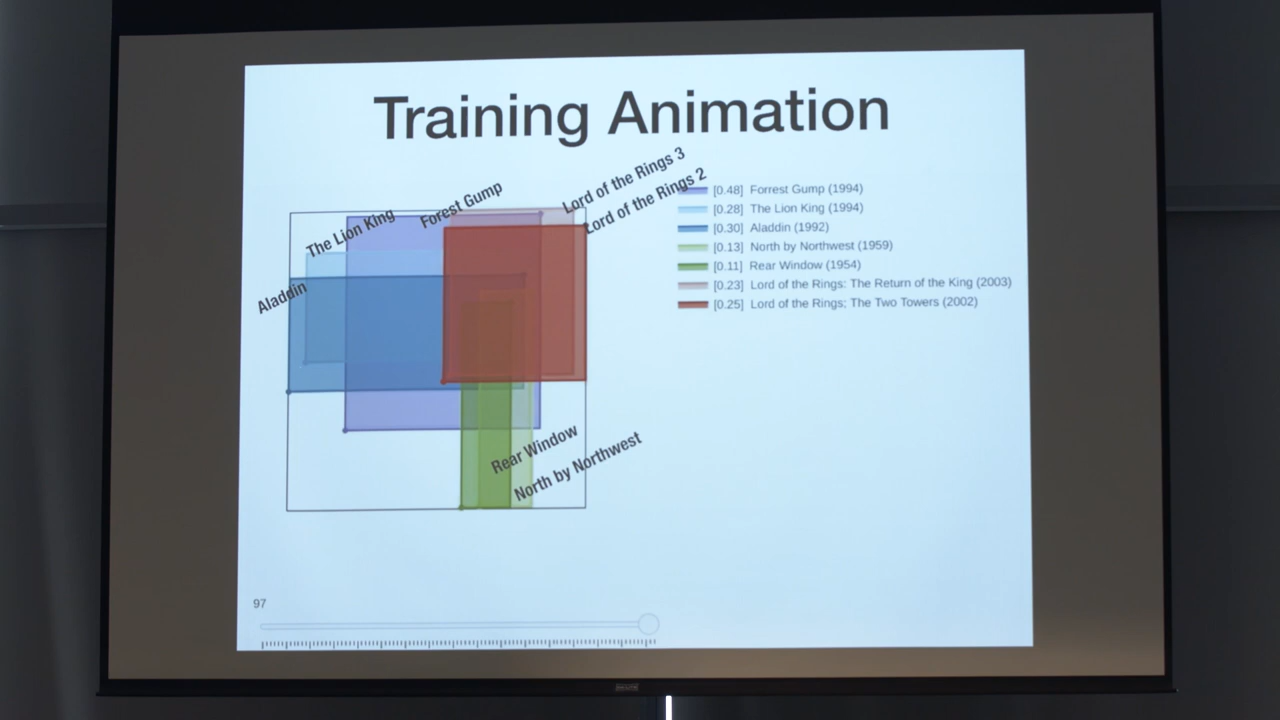 Training Animation
Lord of the Rings 3
Lord of the Rings 2
Forest Gump
The Lion King
Aladdin
[0.48] Forrest Gump (1994)
[0.28] The Lion King (1994)
[0.30] Aladdin (1992)
[0.13] North by Northwest (1959)
[0.11] Rear Window (1954)
[0.23] Lord of the Rings: The Return of the King (2003)
[0.25] Lord of the Rings: The Two Towers (2002)
Rear Window
North by Northwest
97